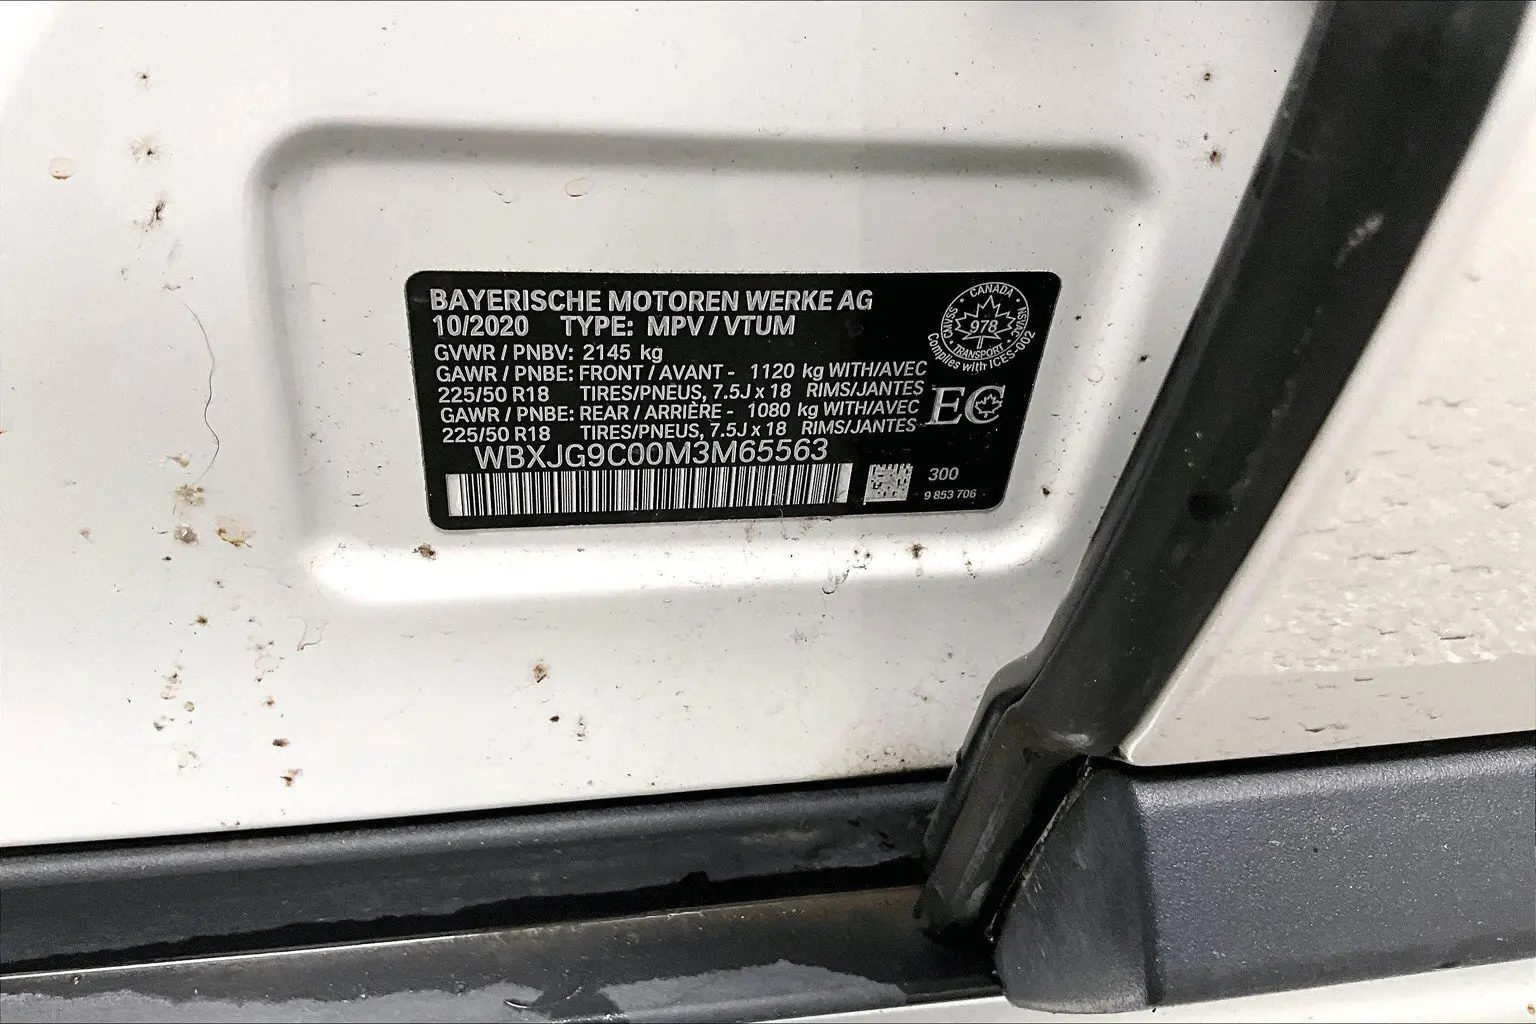 BAYERISCHE MOTOREN WERKE AG
10/2020 TYPE: MPV / VTUM
GVWR / PNBV: 2145 kg
GAWR / PNBE: FRONT / AVANT - 1120 kg WITH/AVEC
225/50 R18 TIRES/PNEUS, 7.5J x 18 RIMS/JANTES
GAWR / PNBE: REAR / ARRIÈRE - 1080 kg WITH/AVEC
225/50 R18 TIRES/PNEUS, 7.5J x 18 RIMS/JANTES
WBXJG9C00M3M65563
CANADA
978
TRANSPORT
Complies with ICES-002
EC
300
9 853 706